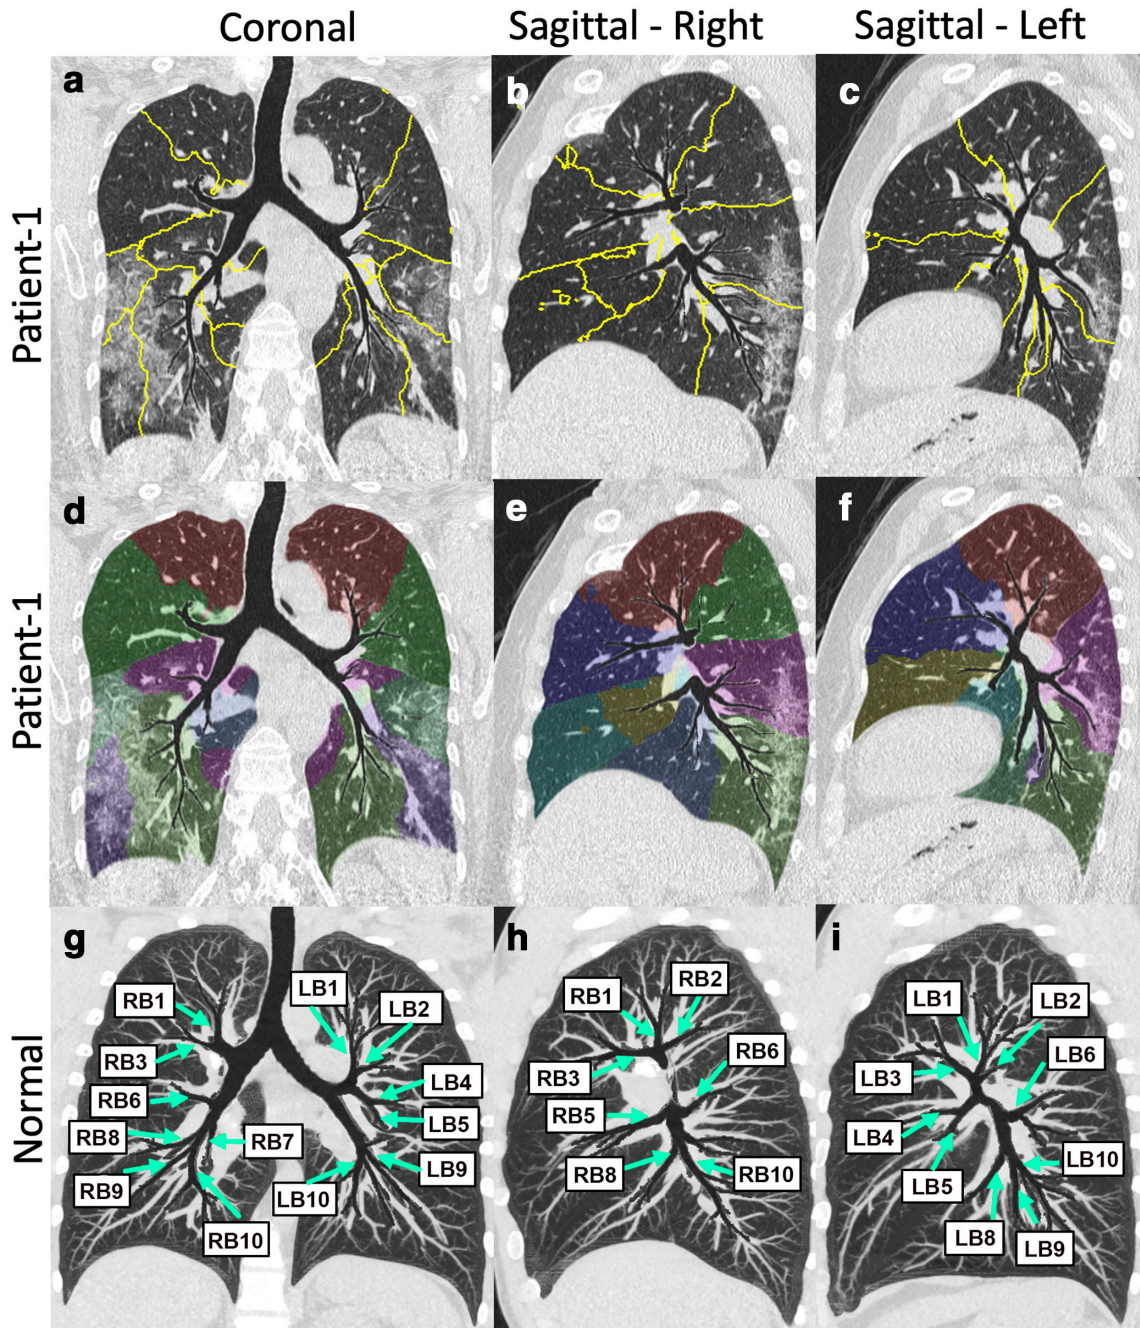 Coronal Sagittal - Right Sagittal - Left
Patient-1
a b c
Patient-1
d e f
Normal
g h i
RB1
RB3
RB6
RB8
RB9
RB10
RB7
LB1
LB2
LB4
LB5
LB9
LB10
RB1
RB2
RB3
RB6
RB5
RB8
RB10
LB1
LB2
LB3
LB6
LB4
LB5
LB10
LB8
LB9